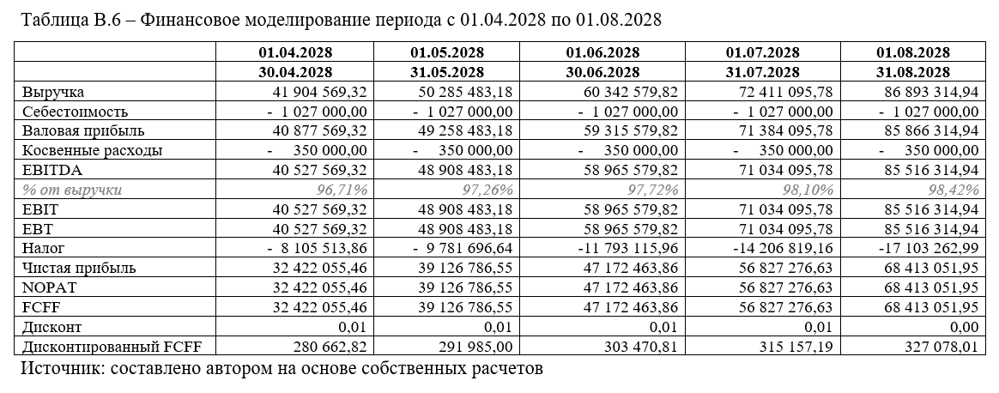 Таблица В.6 – Финансовое моделирование периода с 01.04.2028 по 01.08.2028
01.04.2028 01.05.2028 01.06.2028 01.07.2028 01.08.2028
30.04.2028 31.05.2028 30.06.2028 31.07.2028 31.08.2028
Выручка 41 904 569,32 50 285 483,18 60 342 579,82 72 411 095,78 86 893 314,94
Себестоимость - 1 027 000,00 - 1 027 000,00 - 1 027 000,00 - 1 027 000,00 - 1 027 000,00
Валовая прибыль 40 877 569,32 49 258 483,18 59 315 579,82 71 384 095,78 85 866 314,94
Косвенные расходы - 350 000,00 - 350 000,00 - 350 000,00 - 350 000,00 - 350 000,00
EBITDA 40 527 569,32 48 908 483,18 58 965 579,82 71 034 095,78 85 516 314,94
% от выручки 96,71% 97,26% 97,72% 98,10% 98,42%
EBIT 40 527 569,32 48 908 483,18 58 965 579,82 71 034 095,78 85 516 314,94
EBT 40 527 569,32 48 908 483,18 58 965 579,82 71 034 095,78 85 516 314,94
Налог - 8 105 513,86 - 9 781 696,64 -11 793 115,96 -14 206 819,16 -17 103 262,99
Чистая прибыль 32 422 055,46 39 126 786,55 47 172 463,86 56 827 276,63 68 413 051,95
NOPAT 32 422 055,46 39 126 786,55 47 172 463,86 56 827 276,63 68 413 051,95
FCFF 32 422 055,46 39 126 786,55 47 172 463,86 56 827 276,63 68 413 051,95
Дисконт 0,01 0,01 0,01 0,01 0,00
Дисконтированный FCFF 280 662,82 291 985,00 303 470,81 315 157,19 327 078,01
Источник: составлено автором на основе собственных расчетов